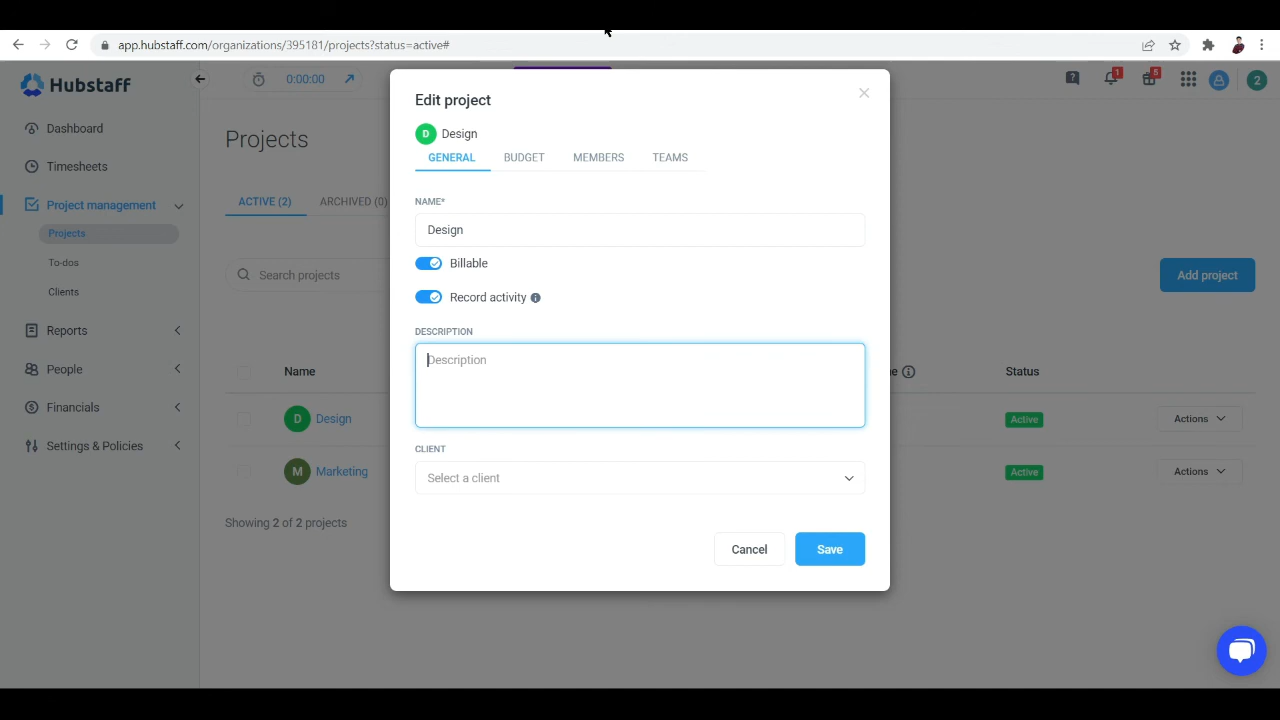 app.hubstaff.com/organizations/395181/projects?status=active#
Hubstaff
0:00:00
1
5
2
Dashboard
Timesheets
Project management
Projects
To-dos
Clients
Reports
People
Financials
Settings & Policies
Projects
ACTIVE (2)
ARCHIVED (0)
Search projects
Add project
Name
Status
D
Design
Active
Actions
M
Marketing
Active
Actions
Showing 2 of 2 projects
Edit project
D
Design
GENERAL
BUDGET
MEMBERS
TEAMS
NAME*
Design
Billable
Record activity
DESCRIPTION
Description
CLIENT
Select a client
Cancel
Save